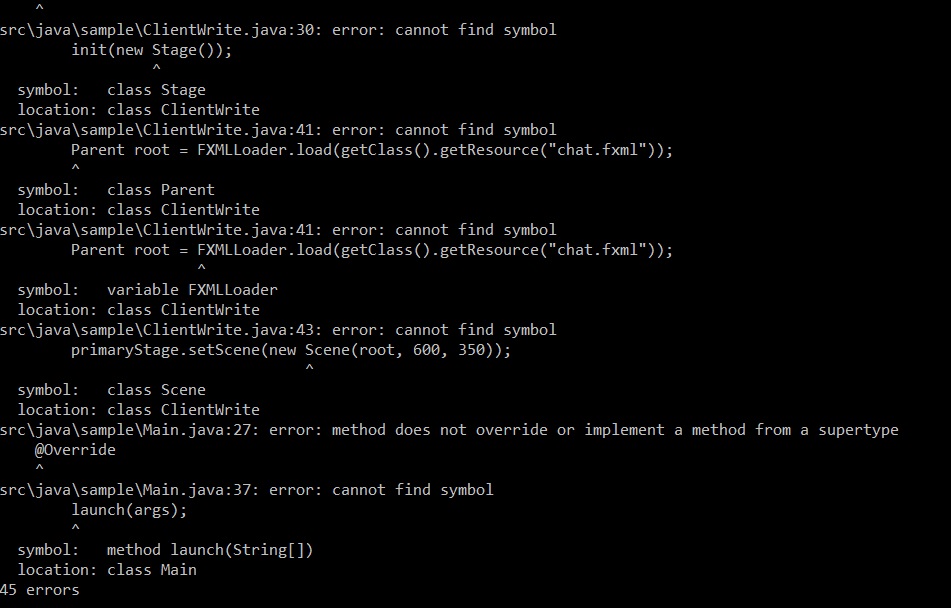 ^
src\java\sample\ClientWrite.java:30: error: cannot find symbol
        init(new Stage());
                 ^
  symbol:   class Stage
  location: class ClientWrite
src\java\sample\ClientWrite.java:41: error: cannot find symbol
        Parent root = FXMLLoader.load(getClass().getResource("chat.fxml"));
        ^
  symbol:   class Parent
  location: class ClientWrite
src\java\sample\ClientWrite.java:41: error: cannot find symbol
        Parent root = FXMLLoader.load(getClass().getResource("chat.fxml"));
                      ^
  symbol:   variable FXMLLoader
  location: class ClientWrite
src\java\sample\ClientWrite.java:43: error: cannot find symbol
        primaryStage.setScene(new Scene(root, 600, 350));
                                  ^
  symbol:   class Scene
  location: class ClientWrite
src\java\sample\Main.java:27: error: method does not override or implement a method from a supertype
    @Override
    ^
src\java\sample\Main.java:37: error: cannot find symbol
        launch(args);
        ^
  symbol:   method launch(String[])
  location: class Main
45 errors